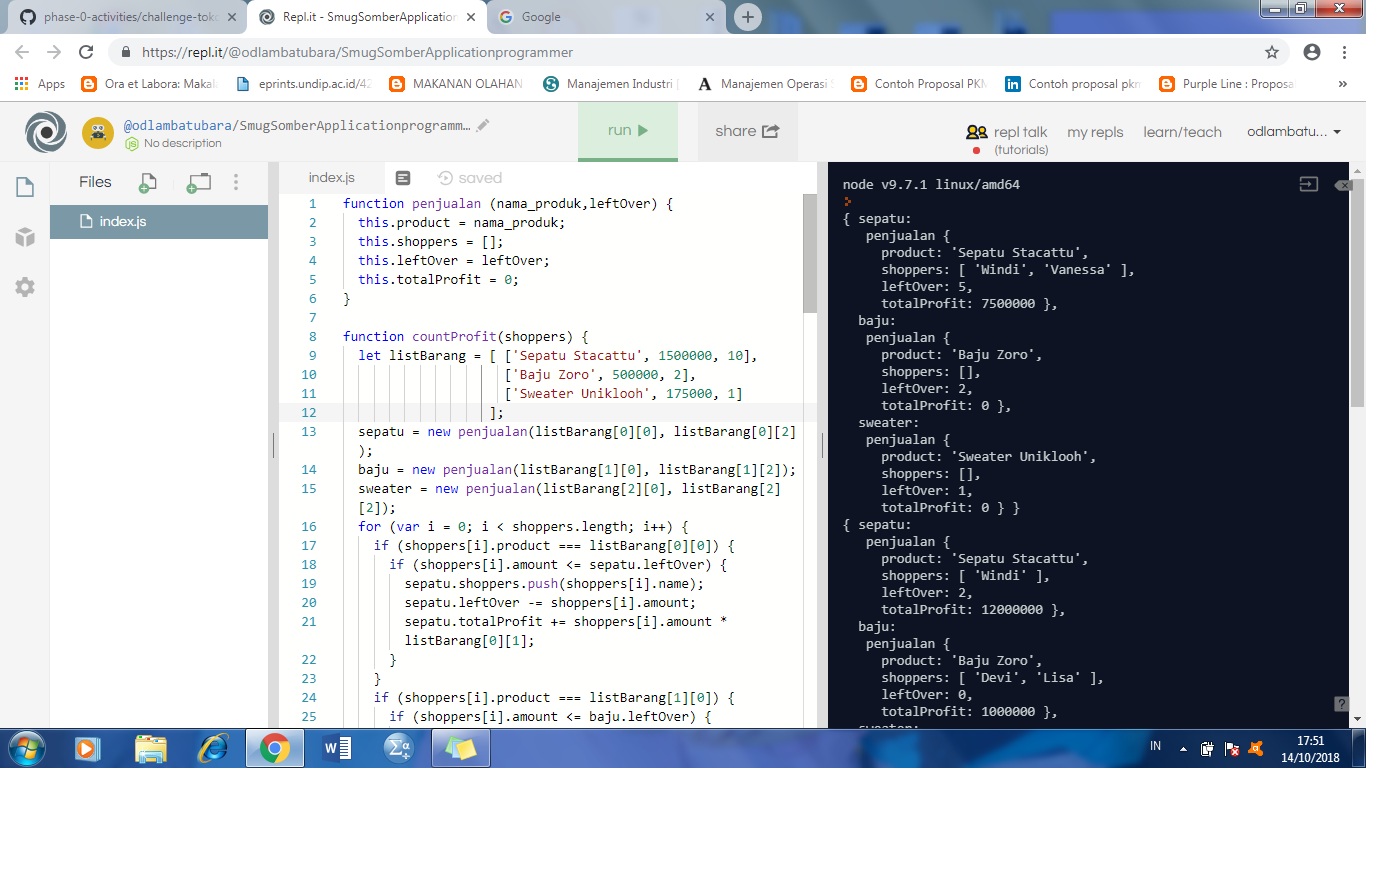 phase-0-activities/challenge-toko
Repl.it - SmugSomberApplication
Google
https://repl.it/@odlambatubara/SmugSomberApplicationprogrammer
Apps
Ora et Labora: Makal
eprints.undip.ac.id/42
MAKANAN OLAHAN
Manajemen Industri |
Manajemen Operasi
Contoh Proposal PKM
Contoh proposal pkm
Purple Line : Proposa
»
@odlambatubara/SmugSomberApplicationprogramm...
No description
run
share
repl talk
(tutorials)
my repls
learn/teach
odlambatu...
Files
index.js
index.js
saved
1 function penjualan (nama_produk,leftOver) {
2 this.product = nama_produk;
3 this.shoppers = [];
4 this.leftOver = leftOver;
5 this.totalProfit = 0;
6 }
7
8 function countProfit(shoppers) {
9 let listBarang = [ ['Sepatu Stacattu', 1500000, 10],
10 ['Baju Zoro', 500000, 2],
11 ['Sweater Uniklooh', 175000, 1]
12 ];
13 sepatu = new penjualan(listBarang[0][0], listBarang[0][2]
);
14 baju = new penjualan(listBarang[1][0], listBarang[1][2]);
15 sweater = new penjualan(listBarang[2][0], listBarang[2]
[2]);
16 for (var i = 0; i < shoppers.length; i++) {
17 if (shoppers[i].product === listBarang[0][0]) {
18 if (shoppers[i].amount <= sepatu.leftOver) {
19 sepatu.shoppers.push(shoppers[i].name);
20 sepatu.leftOver -= shoppers[i].amount;
21 sepatu.totalProfit += shoppers[i].amount *
listBarang[0][1];
22 }
23 }
24 if (shoppers[i].product === listBarang[1][0]) {
25 if (shoppers[i].amount <= baju.leftOver) {
node v9.7.1 linux/amd64
{ sepatu:
penjualan {
product: 'Sepatu Stacattu',
shoppers: [ 'Windi', 'Vanessa' ],
leftOver: 5,
totalProfit: 7500000 },
baju:
penjualan {
product: 'Baju Zoro',
shoppers: [],
leftOver: 2,
totalProfit: 0 },
sweater:
penjualan {
product: 'Sweater Uniklooh',
shoppers: [],
leftOver: 1,
totalProfit: 0 } }
{ sepatu:
penjualan {
product: 'Sepatu Stacattu',
shoppers: [ 'Windi' ],
leftOver: 2,
totalProfit: 12000000 },
baju:
penjualan {
product: 'Baju Zoro',
shoppers: [ 'Devi', 'Lisa' ],
leftOver: 0,
totalProfit: 1000000 },
sweater:
?
IN
17:51
14/10/2018